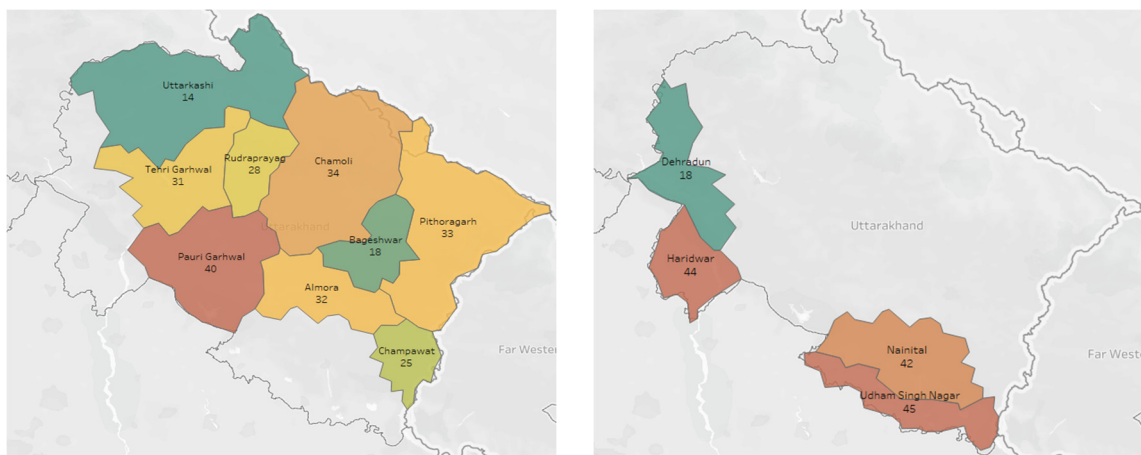 Uttarkashi
14
Tehri Garhwal
31
Rudraprayag
28
Chamoli
34
Uttarakhand
Pauri Garhwal
40
Bageshwar
18
Pithoragarh
33
Almora
32
Champawat
25
Far Wester
Dehradun
18
Uttarakhand
Haridwar
44
Nainital
42
Udham Singh Nagar
45
Far Wester